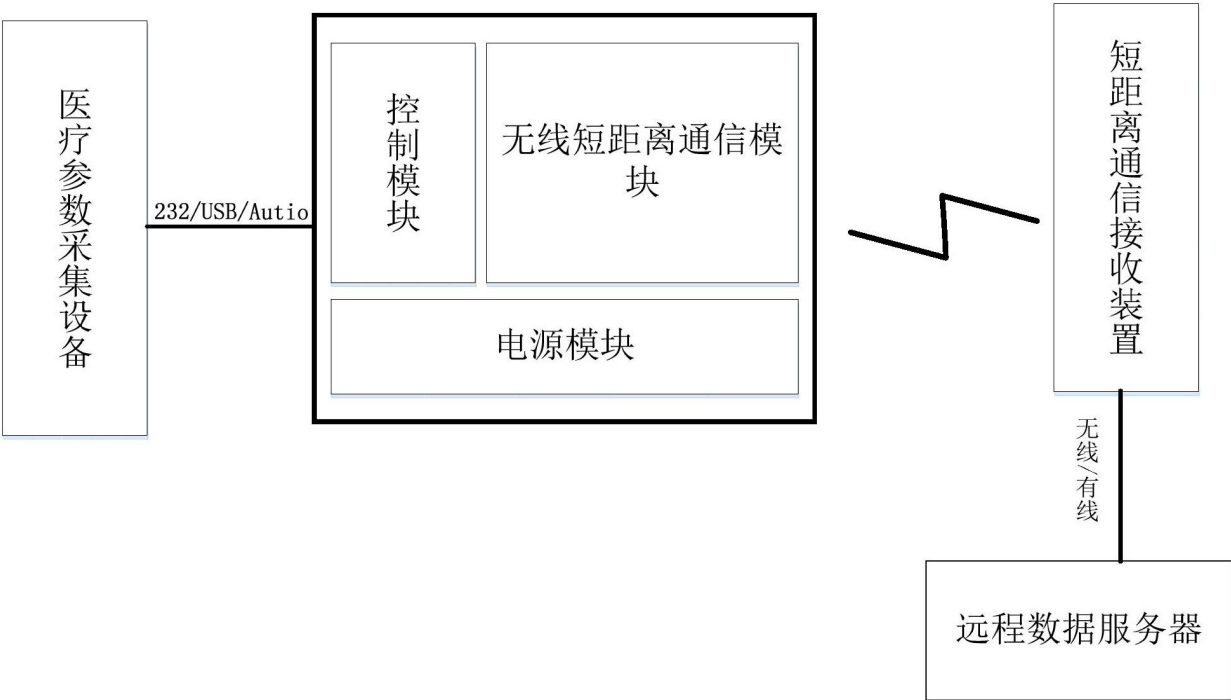 医疗参数采集设备
232/USB/Autio
控制模块
无线短距离通信模
块
电源模块
短距离通信接收装置
无线/有线
远程数据服务器